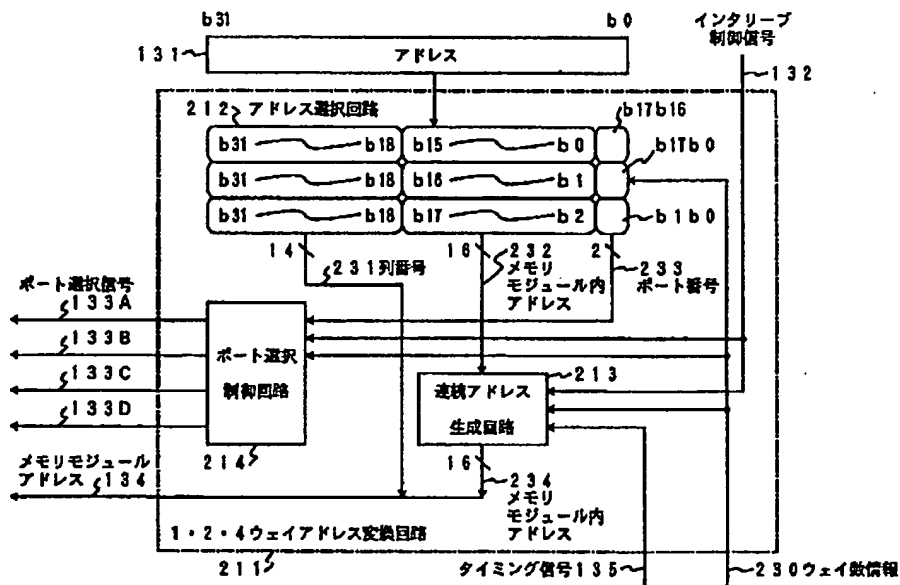 b31
b0
インタリーブ
制御信号
131
アドレス
132
212 アドレス選択回路
b17b16
b31
b18
b15
b0
b17b0
b31
b18
b16
b1
b31
b18
b17
b2
b1b0
14
16
2
231列番号
232
メモリ
モジュール内
アドレス
233
ポート番号
ポート選択信号
133A
133B
133C
133D
ポート選択
制御回路
214
213
連続アドレス
生成回路
16
234
メモリ
モジュール内
アドレス
メモリモジュール
アドレス
134
1・2・4ウェイアドレス変換回路
211
タイミング信号135
230ウェイ数情報